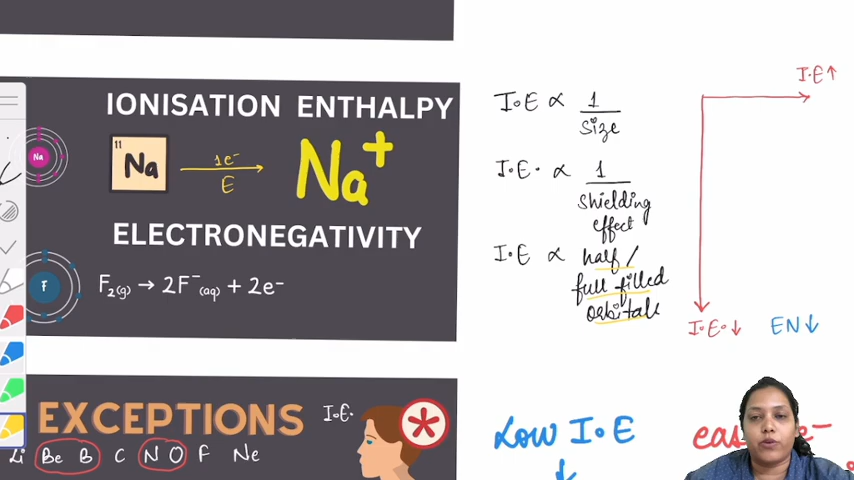 IONISATION ENTHALPY
11
Na
Na
1e⁻
E
Na⁺
ELECTRONEGATIVITY
F
F₂(g) → 2F⁻(aq) + 2e⁻
EXCEPTIONS
I.E.
Li Be B C N O F Ne
I.E ∝ 1/size
I.E. ∝ 1/shielding effect
I.E ∝ half/
full filled
orbitals
I.E↑
I.E.↓ EN↓
Low I.E
↓
e-